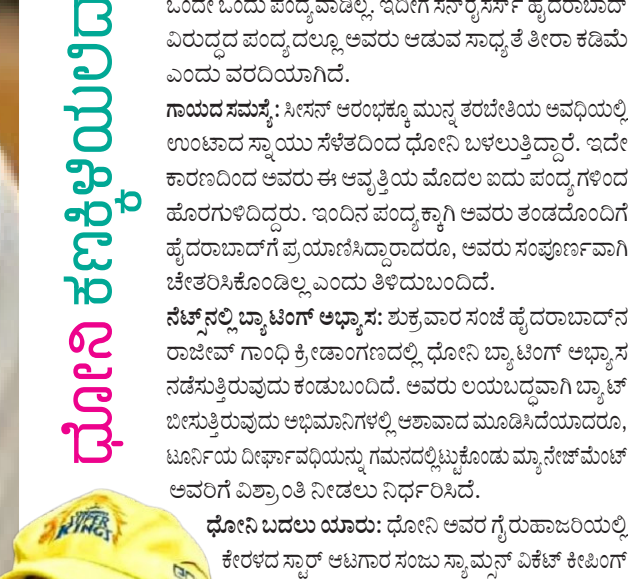 ಧೋನಿ ಕಣಕ್ಕಿಳಿಯಲಿದ
ಒಂದೇ ಒಂದು ಪಂದ್ಯವಾಡಿಲ್ಲ. ಇದೀಗ ಸನ್‌ರೈಸರ್ಸ್ ಹೈದರಾಬಾದ್
ವಿರುದ್ಧದ ಪಂದ್ಯದಲ್ಲೂ ಅವರು ಆಡುವ ಸಾಧ್ಯತೆ ತೀರಾ ಕಡಿಮೆ
ಎಂದು ವರದಿಯಾಗಿದೆ.
ಗಾಯದ ಸಮಸ್ಯೆ: ಸೀಸನ್ ಆರಂಭಕ್ಕೂ ಮುನ್ನ ತರಬೇತಿಯ ಅವಧಿಯಲ್ಲಿ
ಉಂಟಾದ ಸ್ನಾಯು ಸೆಳೆತದಿಂದ ಧೋನಿ ಬಳಲುತ್ತಿದ್ದಾರೆ. ಇದೇ
ಕಾರಣದಿಂದ ಅವರು ಈ ಆವೃತ್ತಿಯ ಮೊದಲ ಐದು ಪಂದ್ಯಗಳಿಂದ
ಹೊರಗುಳಿದಿದ್ದರು. ಇಂದಿನ ಪಂದ್ಯಕ್ಕಾಗಿ ಅವರು ತಂಡದೊಂದಿಗೆ
ಹೈದರಾಬಾದ್‌ಗೆ ಪ್ರಯಾಣಿಸಿದ್ದಾರಾದರೂ, ಅವರು ಸಂಪೂರ್ಣವಾಗಿ
ಚೇತರಿಸಿಕೊಂಡಿಲ್ಲ ಎಂದು ತಿಳಿದುಬಂದಿದೆ.
ನೆಟ್ಸ್‌ನಲ್ಲಿ ಬ್ಯಾಟಿಂಗ್ ಅಭ್ಯಾಸ: ಶುಕ್ರವಾರ ಸಂಜೆ ಹೈದರಾಬಾದ್‌ನ
ರಾಜೀವ್ ಗಾಂಧಿ ಕ್ರೀಡಾಂಗಣದಲ್ಲಿ ಧೋನಿ ಬ್ಯಾಟಿಂಗ್ ಅಭ್ಯಾಸ
ನಡೆಸುತ್ತಿರುವುದು ಕಂಡುಬಂದಿದೆ. ಅವರು ಲಯಬದ್ಧವಾಗಿ ಬ್ಯಾಟ್
ಬೀಸುತ್ತಿರುವುದು ಅಭಿಮಾನಿಗಳಲ್ಲಿ ಆಶಾವಾದ ಮೂಡಿಸಿದೆಯಾದರೂ,
ಟೂರ್ನಿಯ ದೀರ್ಘಾವಧಿಯನ್ನು ಗಮನದಲ್ಲಿಟ್ಟುಕೊಂಡು ಮ್ಯಾನೇಜ್‌ಮೆಂಟ್
ಅವರಿಗೆ ವಿಶ್ರಾಂತಿ ನೀಡಲು ನಿರ್ಧರಿಸಿದೆ.
ಧೋನಿ ಬದಲು ಯಾರು: ಧೋನಿ ಅವರ ಗೈರುಹಾಜರಿಯಲ್ಲಿ
ಕೇರಳದ ಸ್ಟಾರ್ ಆಟಗಾರ ಸಂಜು ಸ್ಯಾಮ್ಸನ್ ವಿಕೆಟ್ ಕೀಪಿಂಗ್
SUPER
KINGS